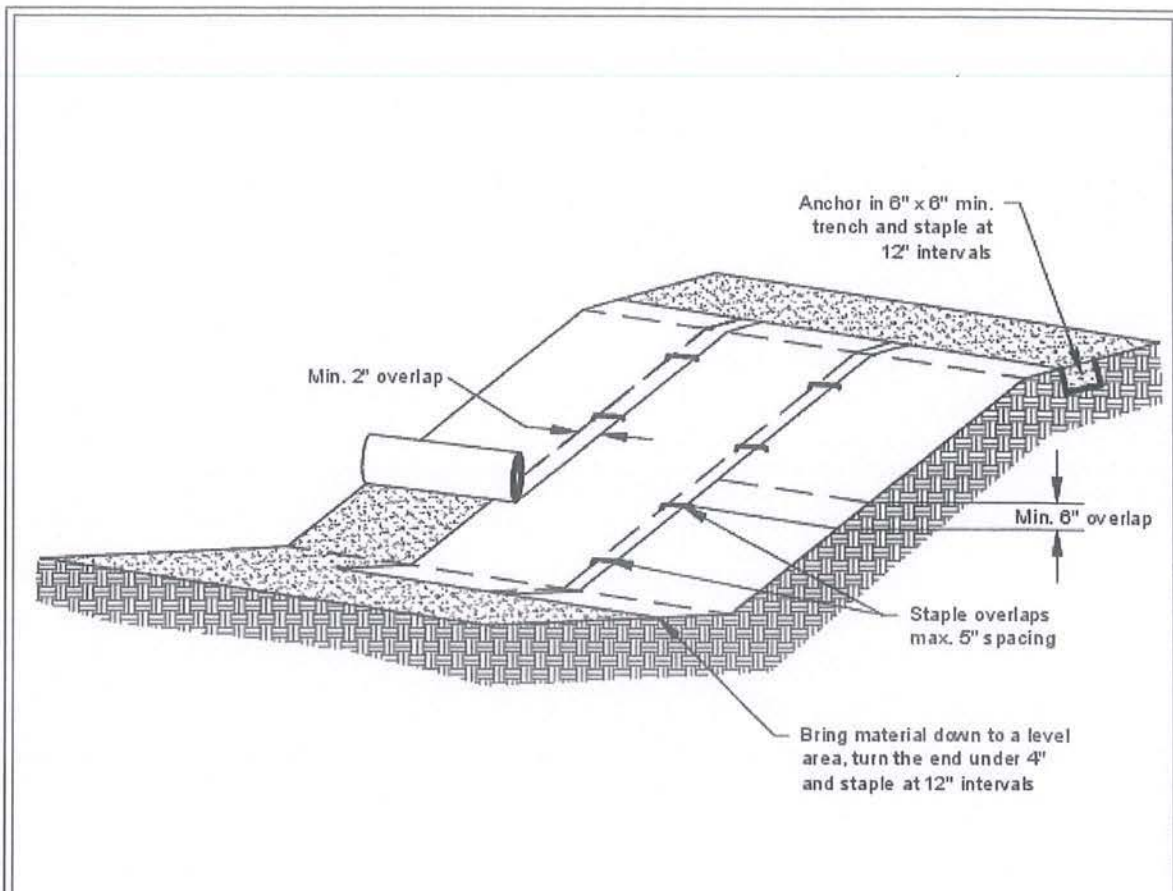 Anchor in 6" x 6" min.
trench and staple at
12" intervals
Min. 2" overlap
Min. 6" overlap
Staple overlaps
max. 5" spacing
Bring material down to a level
area, turn the end under 4"
and staple at 12" intervals